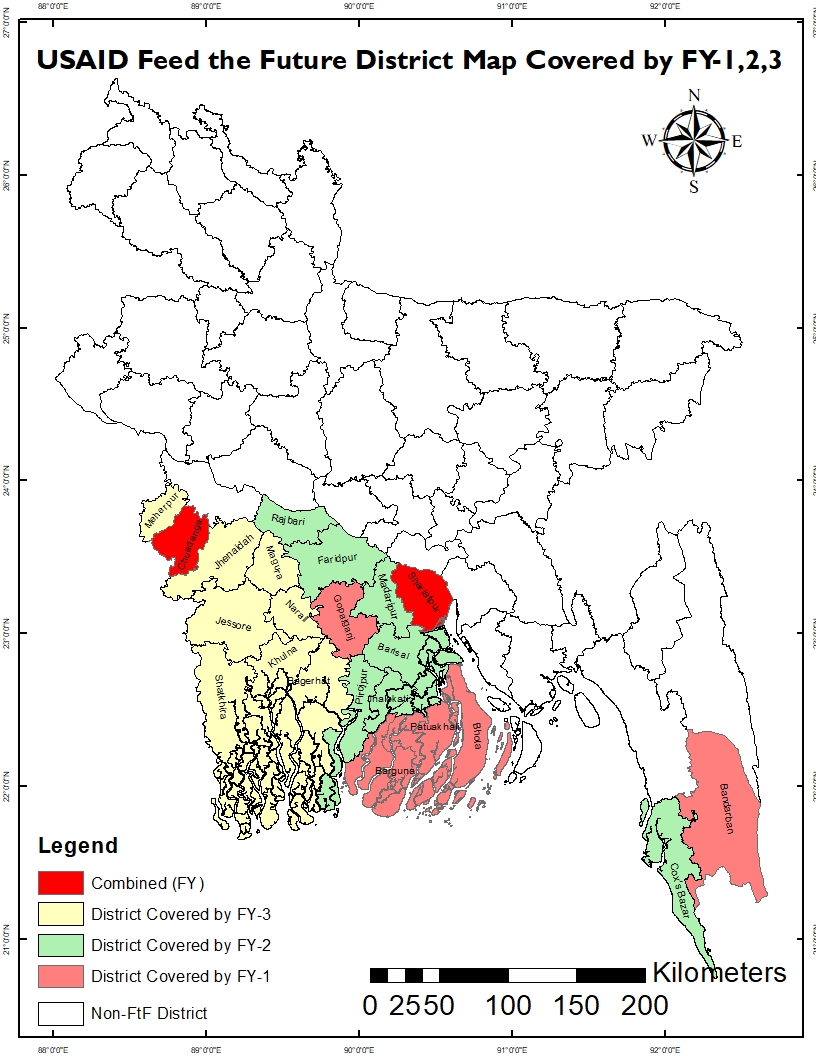 88°0'0"E 89°0'0"E 90°0'0"E 91°0'0"E 92°0'0"E
27°0'0"N
USAID Feed the Future District Map Covered by FY-1,2,3
N
W E
S
26°0'0"N
25°0'0"N
24°0'0"N
Meherpur
Chuadanga
Rajbari
Jhenaidah
Magura
Faridpur
Shariatpur
Madaripur
Gopalganj
Narail
Jessore
23°0'0"N
Khulna
Barisal
Bagerhat
Shatkhira
Pirojpur
Jhalokati
Patuakhali
Bhola
Barguna
22°0'0"N
Bandarban
Cox's Bazar
Legend
Combined (FY)
District Covered by FY-3
District Covered by FY-2
District Covered by FY-1
Non-FtF District
21°0'0"N
Kilometers
0 25 50 100 150 200
88°0'0"E 89°0'0"E 90°0'0"E 91°0'0"E 92°0'0"E